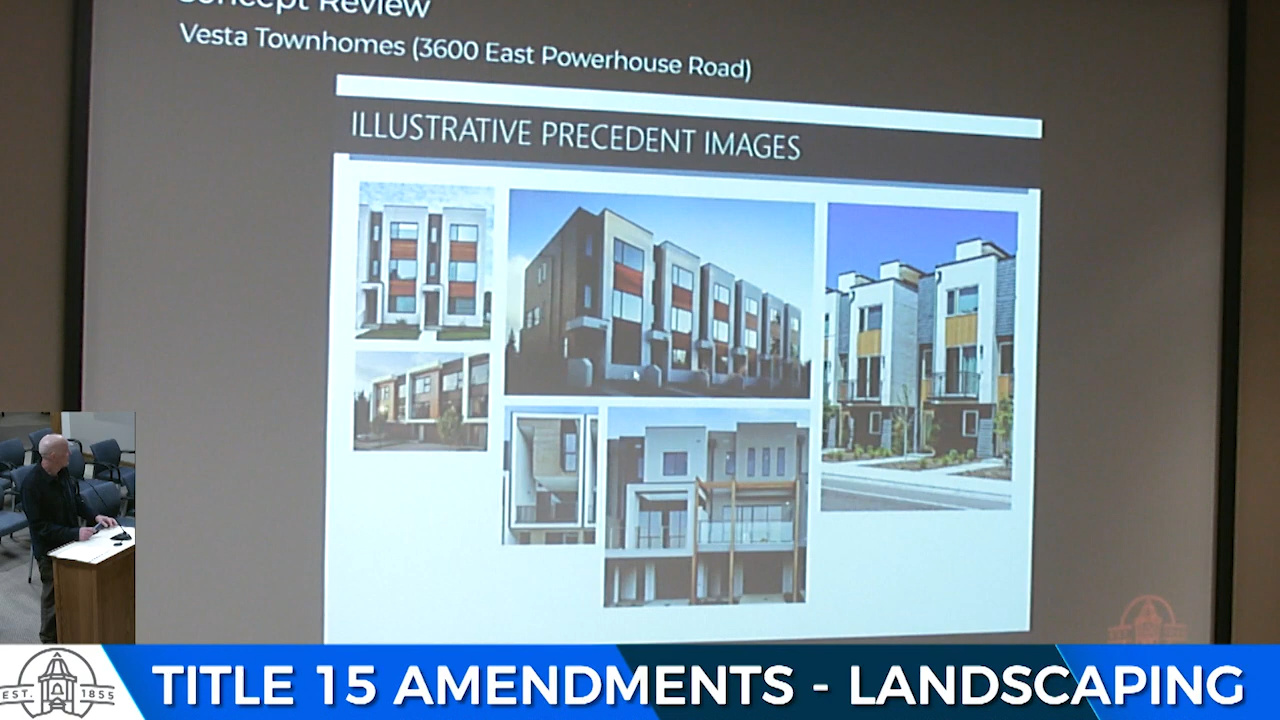 Concept Review
Vesta Townhomes (3600 East Powerhouse Road)
ILLUSTRATIVE PRECEDENT IMAGES
EST. 1855
TITLE 15 AMENDMENTS - LANDSCAPING